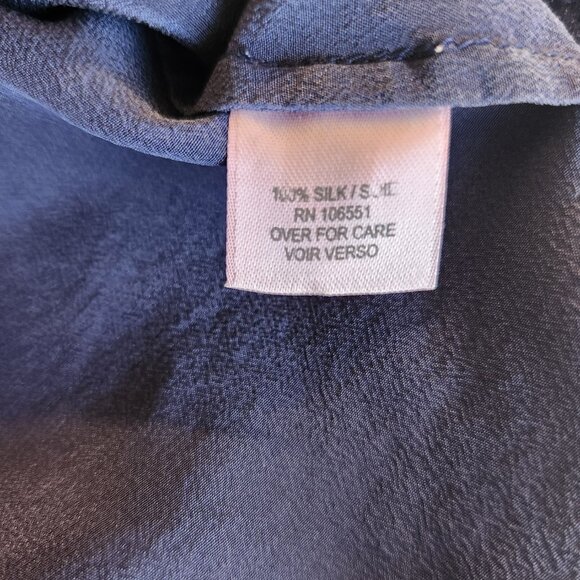 100% SILK / SOIE
RN 106551
OVER FOR CARE
VOIR VERSO